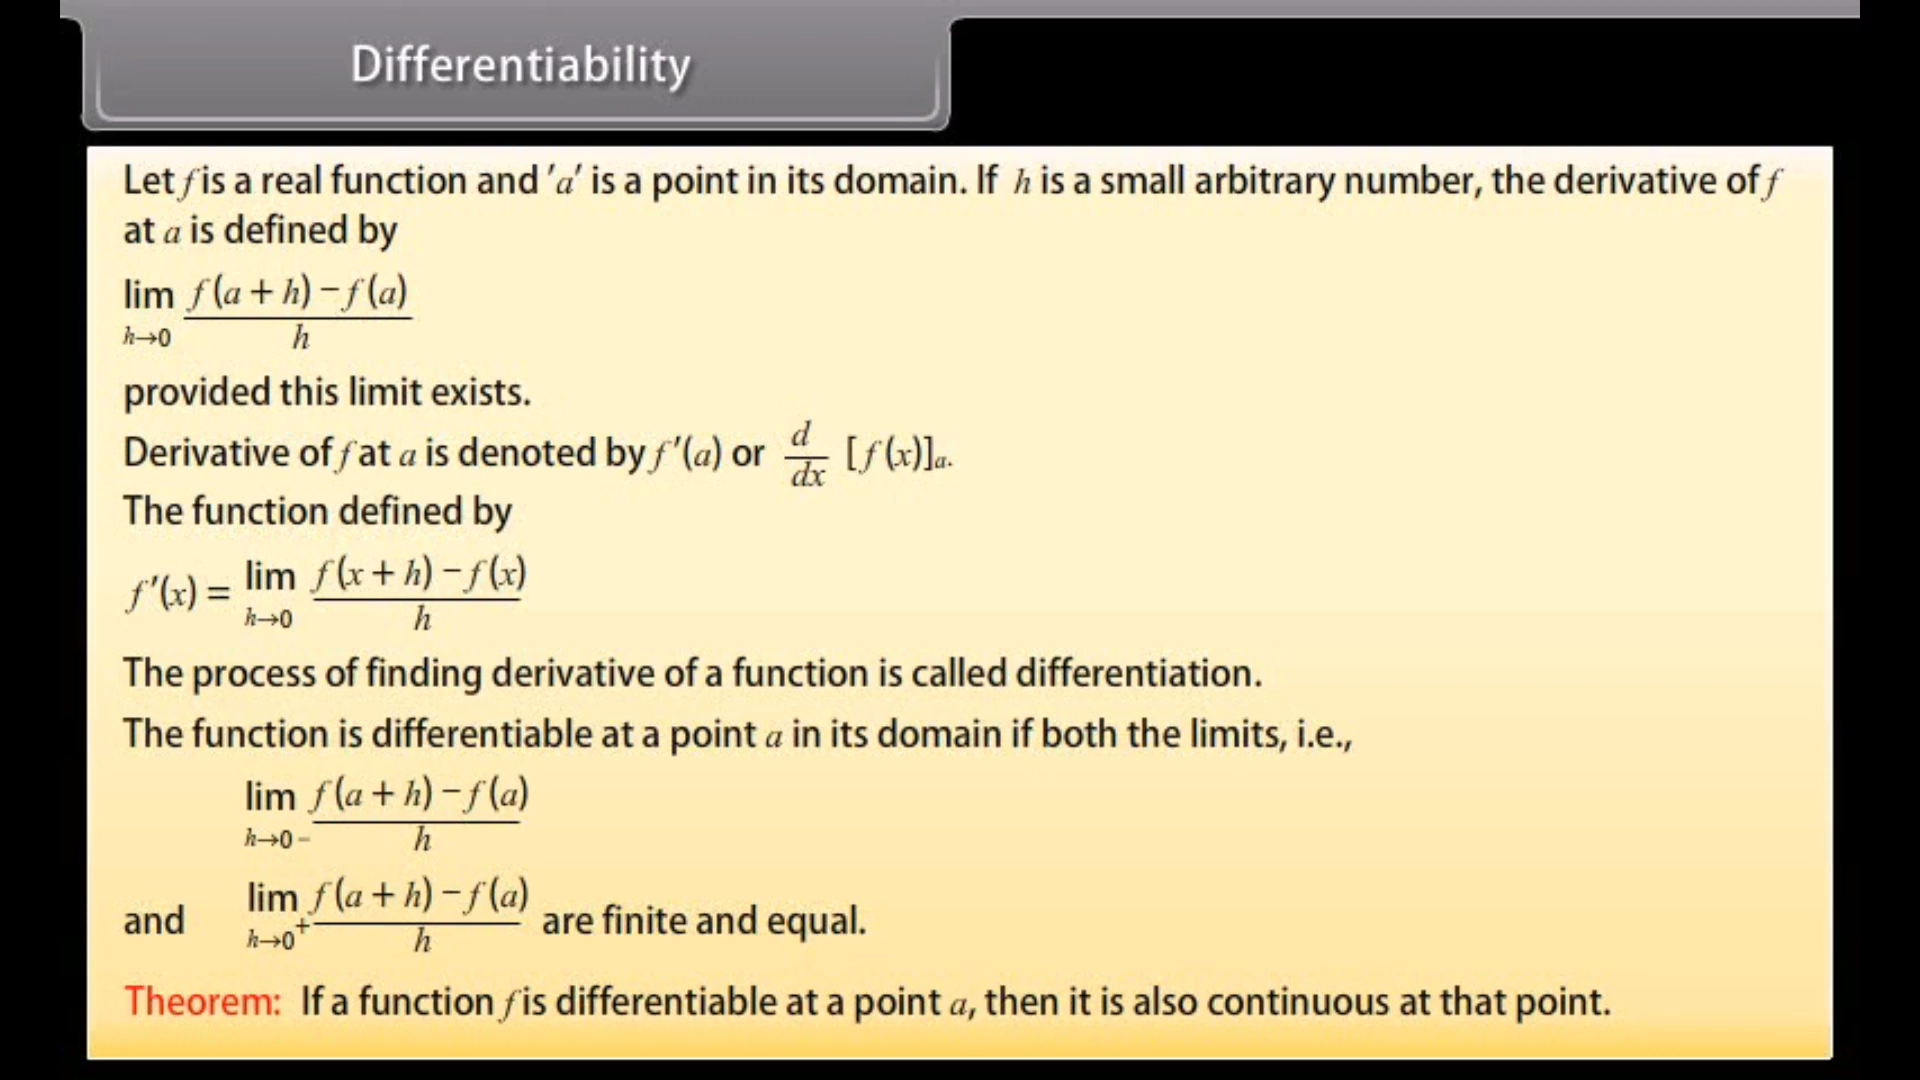 Differentiability
Let f is a real function and 'a' is a point in its domain. If h is a small arbitrary number, the derivative of f
at a is defined by
lim f(a + h) – f(a)
h→0 h
provided this limit exists.
Derivative of f at a is denoted by f′(a) or d/dx [f(x)]a.
The function defined by
f′(x) = lim f(x + h) – f(x)
h→0 h
The process of finding derivative of a function is called differentiation.
The function is differentiable at a point a in its domain if both the limits, i.e.,
lim f(a + h) – f(a)
h→0 – h
and lim f(a + h) – f(a) are finite and equal.
h→0⁺ h
Theorem: If a function f is differentiable at a point a, then it is also continuous at that point.